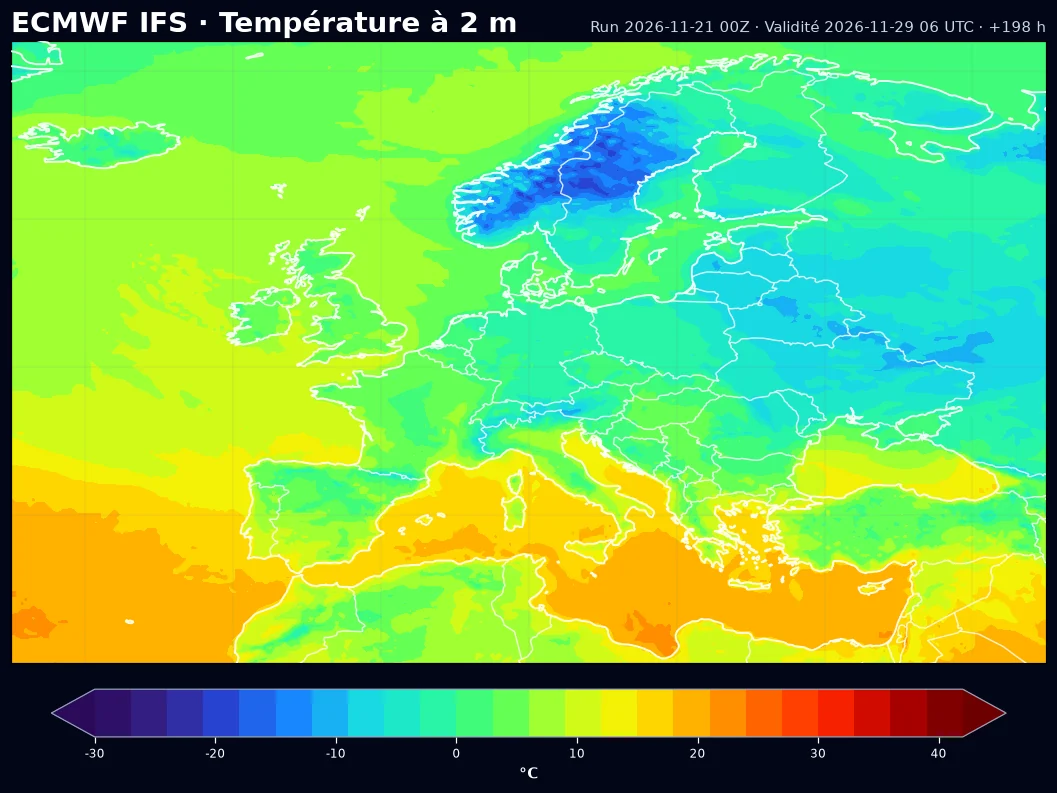 ECMWF IFS · Température à 2 m
Run 2026-11-21 00Z · Validité 2026-11-29 06 UTC · +198 h
-30 -20 -10 0 10 20 30 40
°C